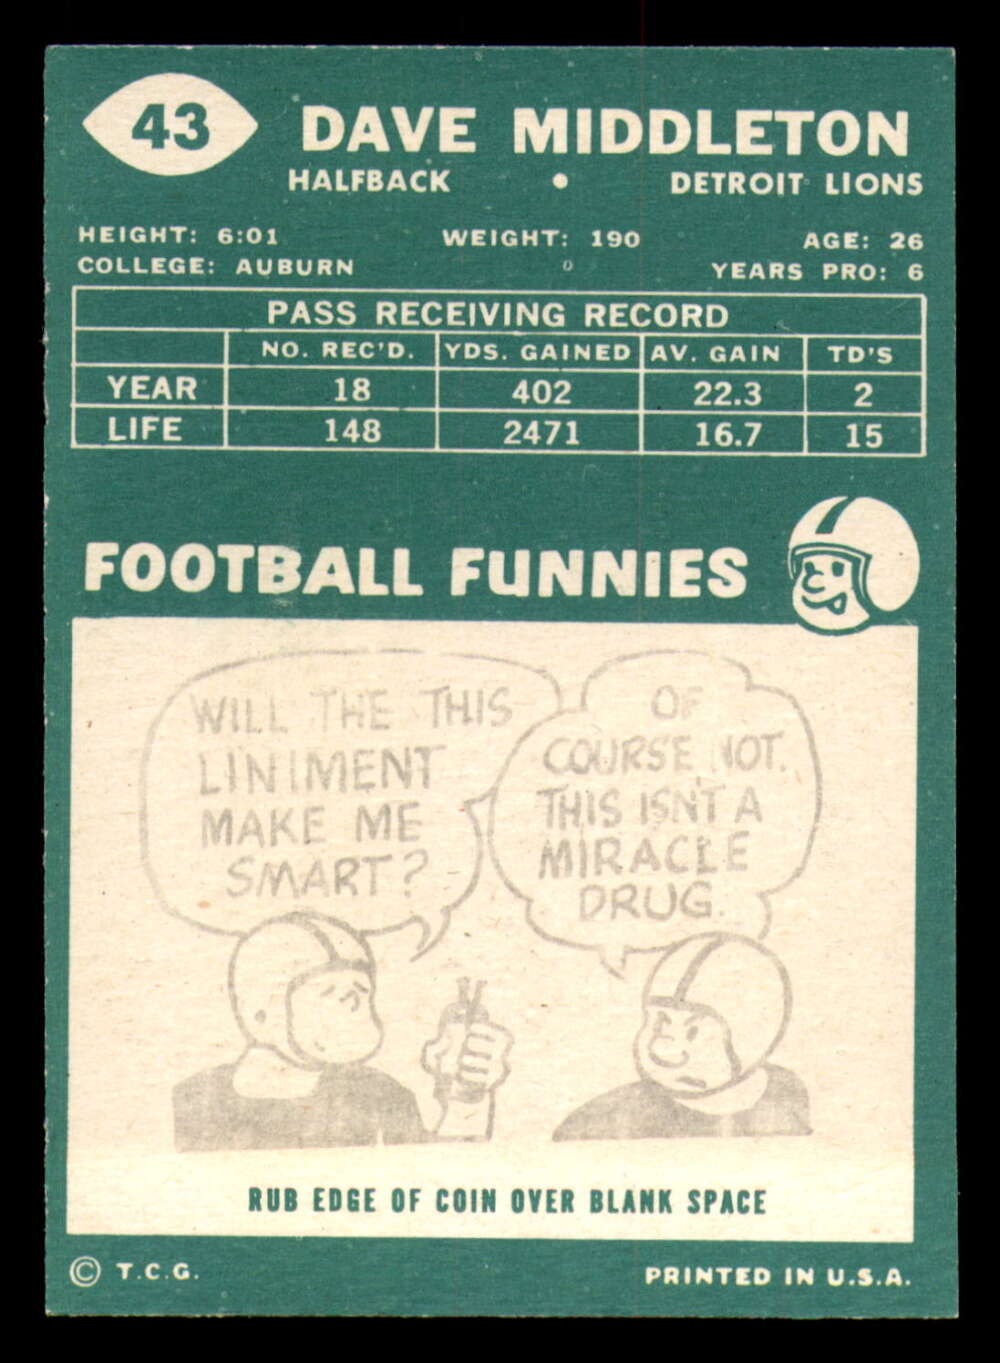 43
DAVE MIDDLETON
HALFBACK • DETROIT LIONS
HEIGHT: 6:01 WEIGHT: 190 AGE: 26
COLLEGE: AUBURN YEARS PRO: 6
PASS RECEIVING RECORD
NO. REC'D. YDS. GAINED AV. GAIN TD'S
YEAR 18 402 22.3 2
LIFE 148 2471 16.7 15
FOOTBALL FUNNIES
WILL THE THIS
LINIMENT
MAKE ME
SMART?
OF
COURSE NOT.
THIS ISN'T A
MIRACLE
DRUG.
RUB EDGE OF COIN OVER BLANK SPACE
© T.C.G. PRINTED IN U.S.A.